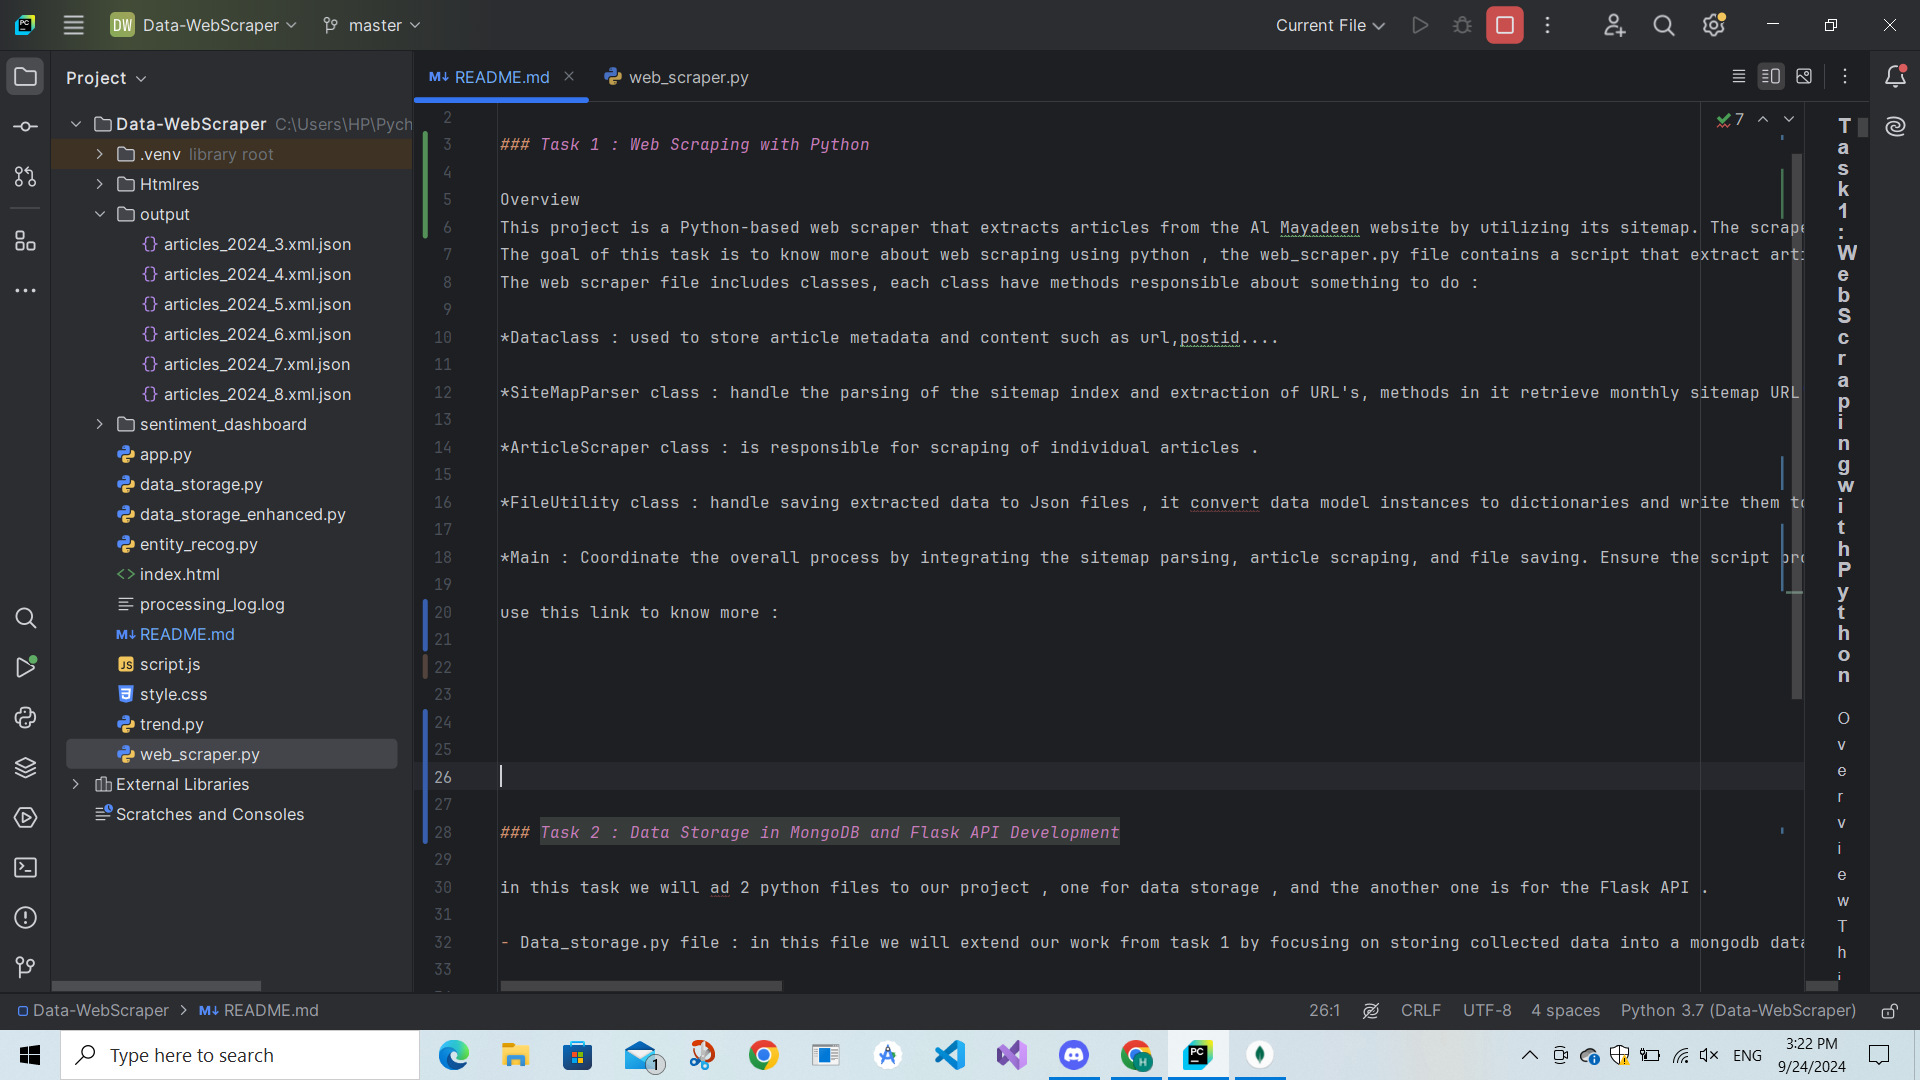 DW Data-WebScraper master Current File
Project
README.md web_scraper.py
Data-WebScraper C:\Users\HP\Pych
.venv library root
Htmlres
output
articles_2024_3.xml.json
articles_2024_4.xml.json
articles_2024_5.xml.json
articles_2024_6.xml.json
articles_2024_7.xml.json
articles_2024_8.xml.json
sentiment_dashboard
app.py
data_storage.py
data_storage_enhanced.py
entity_recog.py
index.html
processing_log.log
README.md
script.js
style.css
trend.py
web_scraper.py
External Libraries
Scratches and Consoles
7
2
3 ### Task 1 : Web Scraping with Python
4
5 Overview
6 This project is a Python-based web scraper that extracts articles from the Al Mayadeen website by utilizing its sitemap. The scrape
7 The goal of this task is to know more about web scraping using python , the web_scraper.py file contains a script that extract art
8 The web scraper file includes classes, each class have methods responsible about something to do :
9
10 *Dataclass : used to store article metadata and content such as url,postid....
11
12 *SiteMapParser class : handle the parsing of the sitemap index and extraction of URL's, methods in it retrieve monthly sitemap URL
13
14 *ArticleScraper class : is responsible for scraping of individual articles .
15
16 *FileUtility class : handle saving extracted data to Json files , it convert data model instances to dictionaries and write them to
17
18 *Main : Coordinate the overall process by integrating the sitemap parsing, article scraping, and file saving. Ensure the script pro
19
20 use this link to know more :
21
22
23
24
25
26
27
28 ### Task 2 : Data Storage in MongoDB and Flask API Development
29
30 in this task we will ad 2 python files to our project , one for data storage , and the another one is for the Flask API .
31
32 - Data_storage.py file : in this file we will extend our work from task 1 by focusing on storing collected data into a mongodb data
33
Task 1 : Web Scraping with Python
Overview Thi
Data-WebScraper > README.md
26:1 CRLF UTF-8 4 spaces Python 3.7 (Data-WebScraper)
Type here to search
1
ENG
3:22 PM
9/24/2024